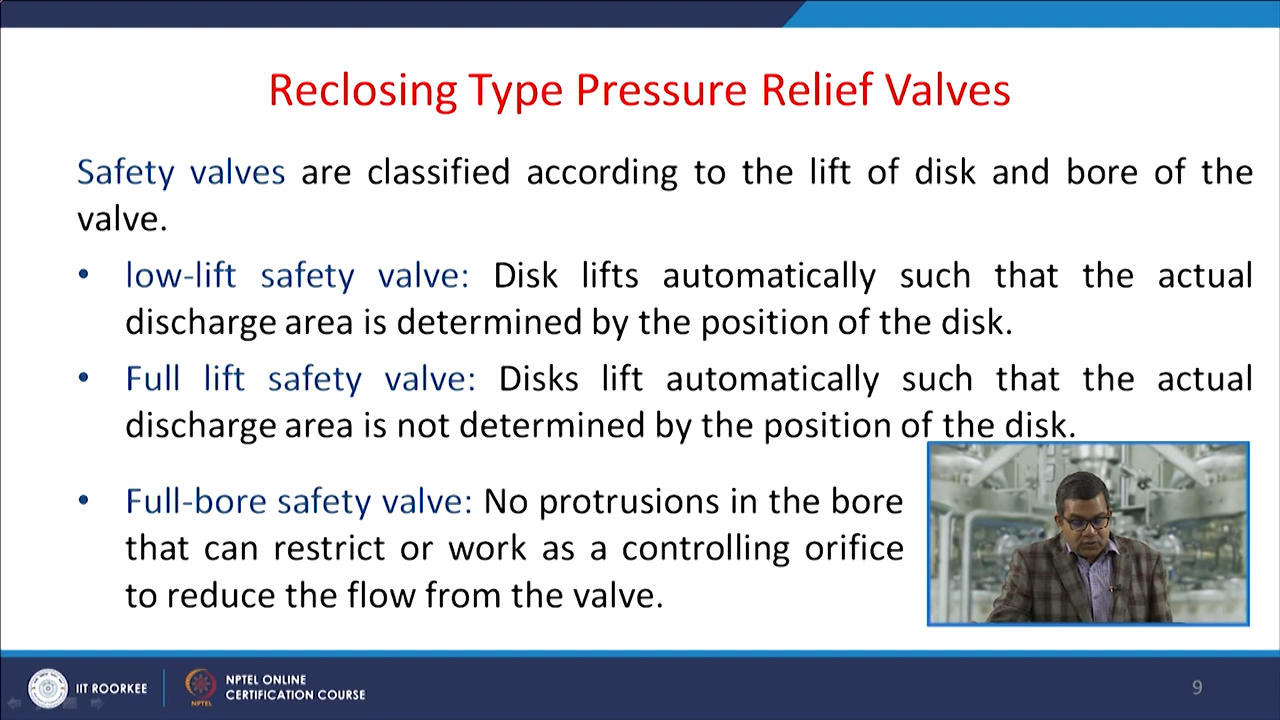 Reclosing Type Pressure Relief Valves
Safety valves are classified according to the lift of disk and bore of the
valve.
• low-lift safety valve: Disk lifts automatically such that the actual
discharge area is determined by the position of the disk.
• Full lift safety valve: Disks lift automatically such that the actual
discharge area is not determined by the position of the disk.
• Full-bore safety valve: No protrusions in the bore
that can restrict or work as a controlling orifice
to reduce the flow from the valve.
IIT ROORKEE
NPTEL
NPTEL ONLINE
CERTIFICATION COURSE
9